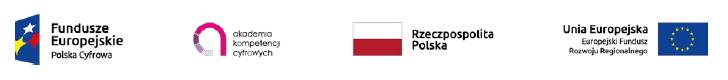 Fundusze
Europejskie
Polska Cyfrowa
akademia
kompetencji
cyfrowych
Rzeczpospolita
Polska
Unia Europejska
Europejski Fundusz
Rozwoju Regionalnego